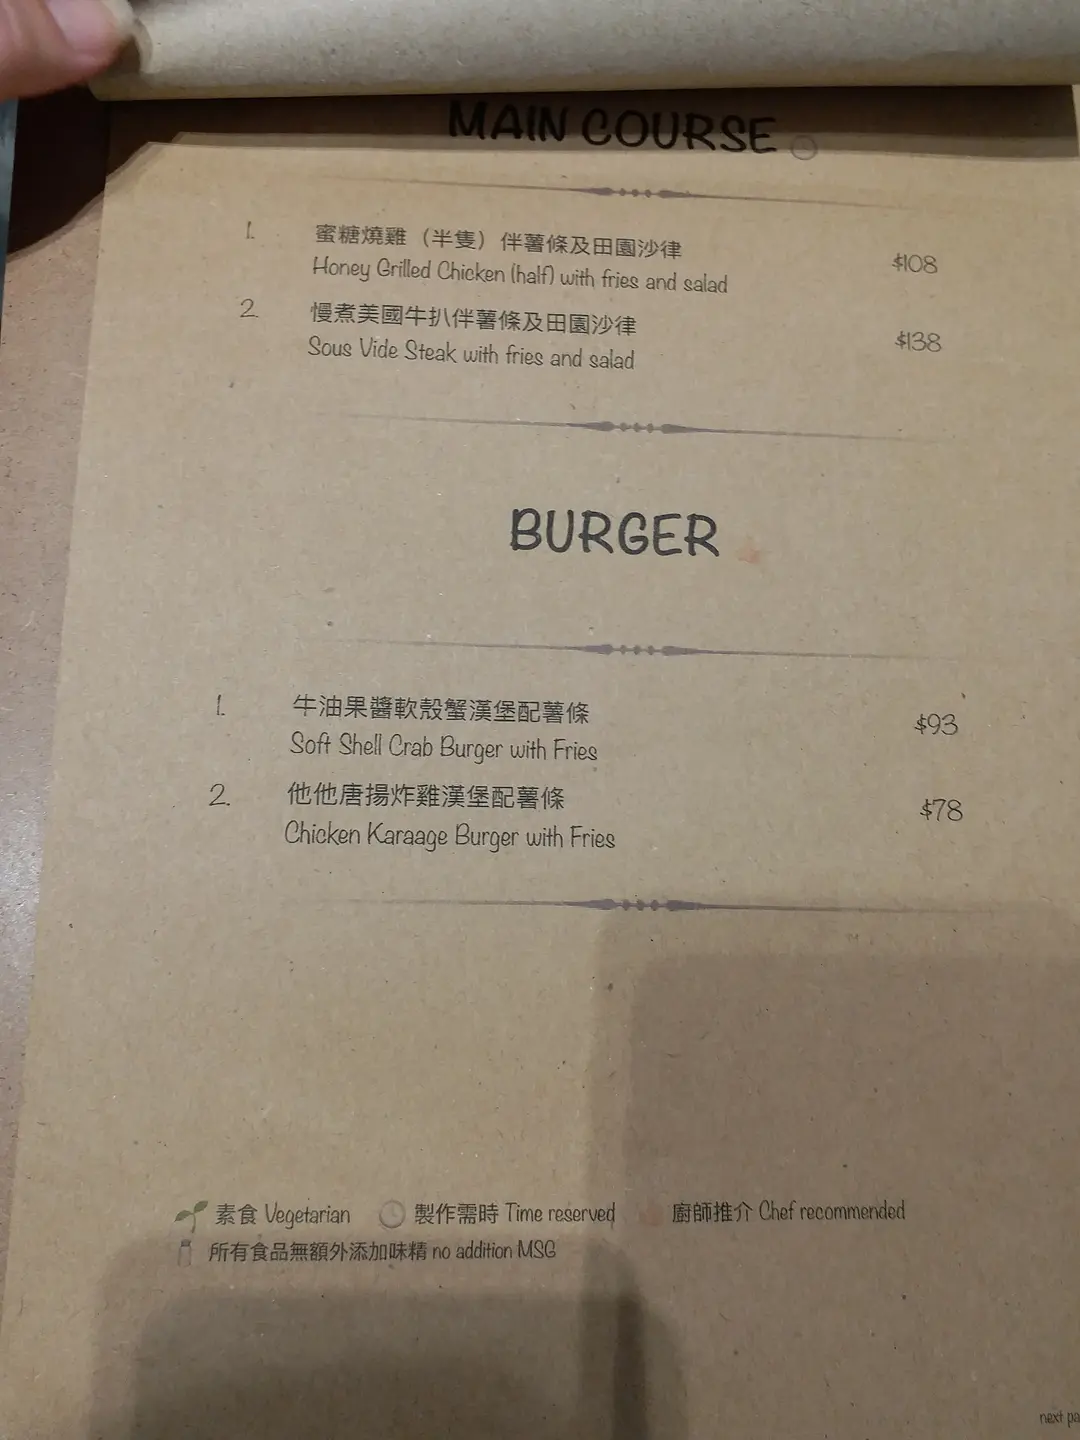 MAIN COURSE
1. 蜜糖燒雞（半隻）伴薯條及田園沙律 $108
Honey Grilled Chicken (half) with fries and salad
2. 慢煮美國牛扒伴薯條及田園沙律 $138
Sous Vide Steak with fries and salad
BURGER
1. 牛油果醬軟殼蟹漢堡配薯條 $93
Soft Shell Crab Burger with Fries
2. 他他唐揚炸雞漢堡配薯條 $78
Chicken Karaage Burger with Fries
素食 Vegetarian 製作需時 Time reserved 廚師推介 Chef recommended
所有食品無額外添加味精 no addition MSG
next pa